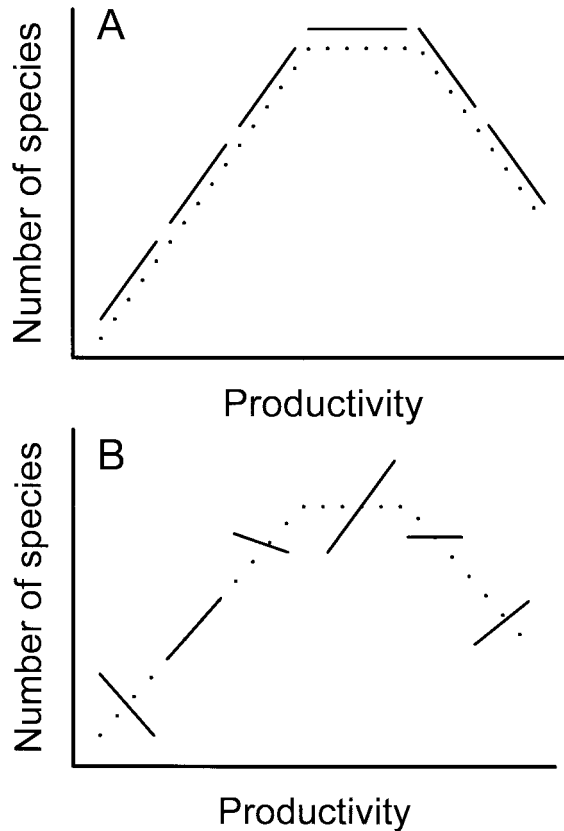 A
Number of species
Productivity
B
Number of species
Productivity